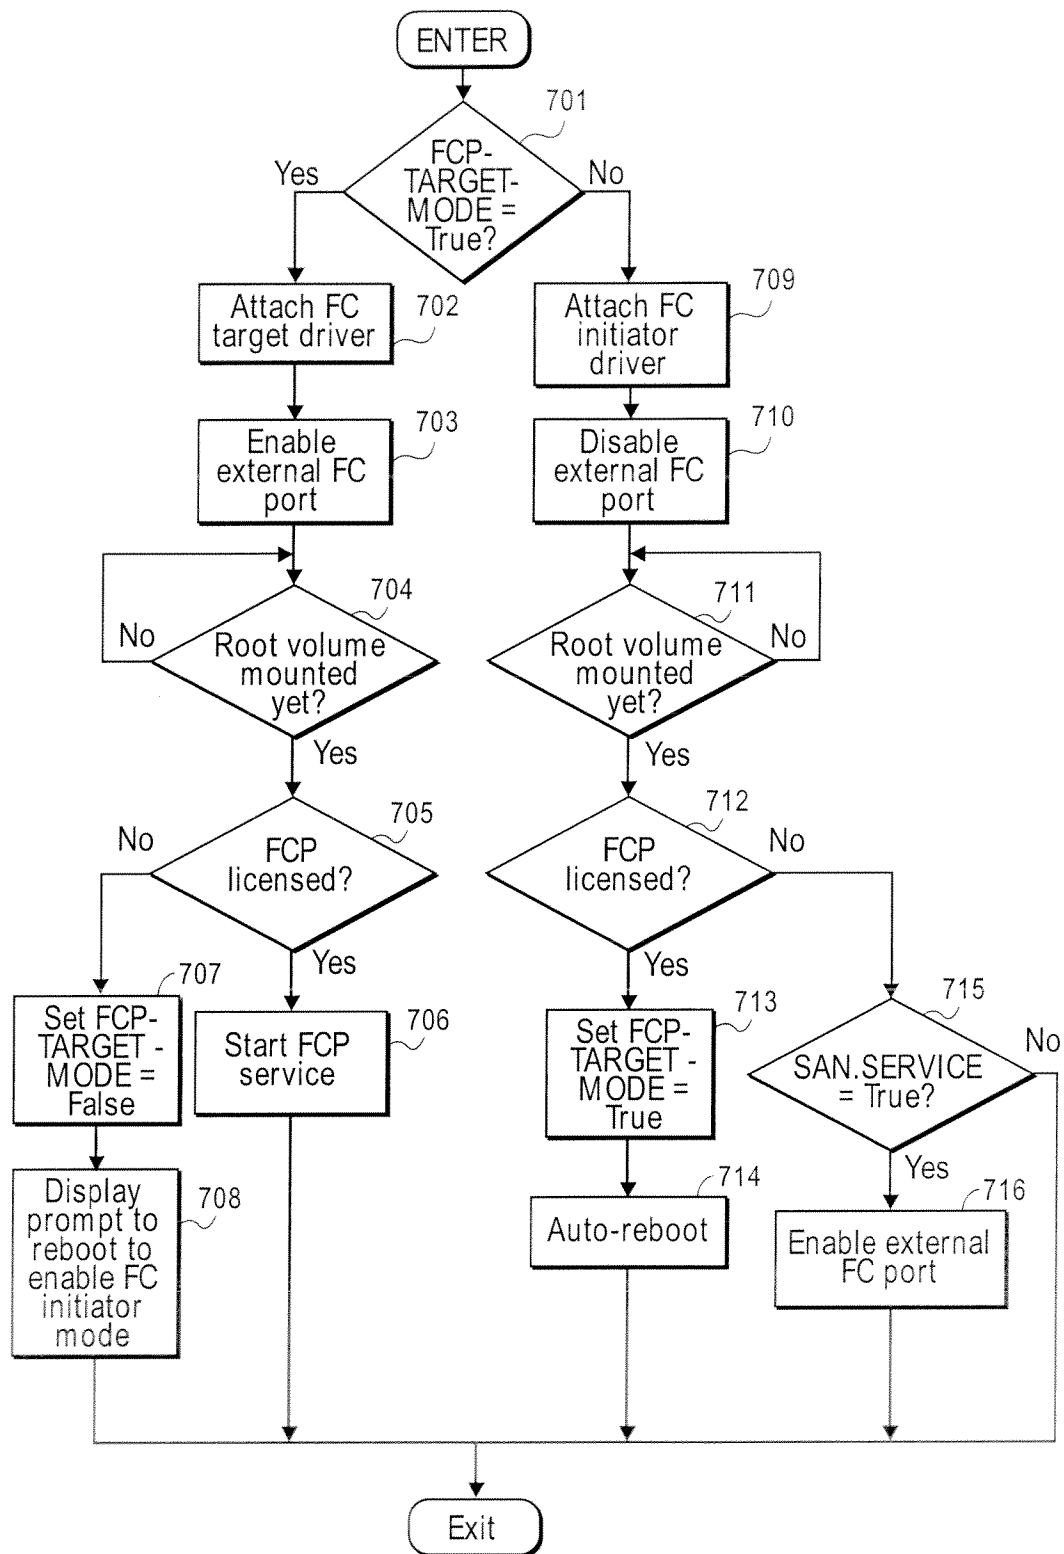 ENTER
701
FCP-
TARGET-
MODE =
True?
Yes
No
Attach FC
target driver
702
Attach FC
initiator
driver
709
Enable
external FC
port
703
Disable
external FC
port
710
704
No
Root volume
mounted
yet?
Yes
711
Root volume
mounted
yet?
No
Yes
705
No
FCP
licensed?
Yes
712
FCP
licensed?
No
Yes
707
Set FCP-
TARGET -
MODE =
False
Start FCP
service
706
713
Set FCP-
TARGET -
MODE =
True
715
SAN.SERVICE
= True?
No
Yes
Display
prompt to
reboot to
enable FC
initiator
mode
708
714
Auto-reboot
716
Enable external
FC port
Exit